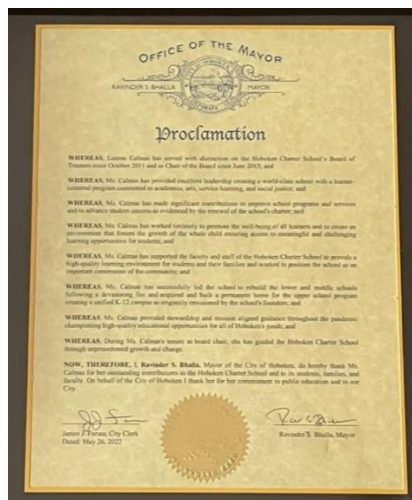 OFFICE OF THE MAYOR
RAVINDER S. BHALLA MAYOR
Proclamation
WHEREAS, Lauren Calmas has served with distinction on the Hoboken Charter School's Board of
Trustees since October 2011 and as Chair of the Board since June 2015; and
WHEREAS, Ms. Calmas has provided excellent leadership creating a world-class school with a learner-
centered program committed to academics, arts, service-learning, and social justice; and
WHEREAS, Ms. Calmas has made significant contributions to improve school programs and services
and to advance student success as evidenced by the renewal of the school's charter; and
WHEREAS, Ms. Calmas has worked tirelessly to promote the well-being of all learners and to create an
environment that fosters the growth of the whole child ensuring access to meaningful and challenging
learning opportunities for students; and
WHEREAS, Ms. Calmas has supported the faculty and staff of the Hoboken Charter School to provide a
high-quality learning environment for students and their families and worked to position the school as an
important cornerstone of the community; and
WHEREAS, Ms. Calmas has successfully led the school to rebuild the lower and middle schools
following a devastating fire and acquired and built a permanent home for the upper school program
creating a unified K-12 campus as originally envisioned by the school's founders; and
WHEREAS, Ms. Calmas provided stewardship and mission aligned guidance throughout the pandemic
championing high-quality educational opportunities for all of Hoboken's youth; and
WHEREAS, During Ms. Calmas's tenure as board chair, she has guided the Hoboken Charter School
through unprecedented growth and change.
NOW, THEREFORE, I, Ravinder S. Bhalla, Mayor of the City of Hoboken, do hereby thank Ms.
Calmas for her outstanding contributions to the Hoboken Charter School and to its students, families, and
faculty. On behalf of the City of Hoboken I thank her for her commitment to public education and to our
City.
James J. Farina, City Clerk
Dated: May 26, 2022
Ravinder S. Bhalla, Mayor